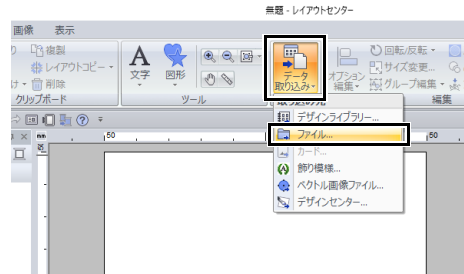 無題 - レイアウトセンター
画像 表示
複製
レイアウトコピー
削除
クリップボード
文字
図形
ツール
データ
取り込み
オプション
編集
回転/反転
サイズ変更...
グループ編集
編集
50
60
デザインライブラリー...
ファイル...
カード...
飾り模様...
ベクトル画像ファイル...
デザインセンター...